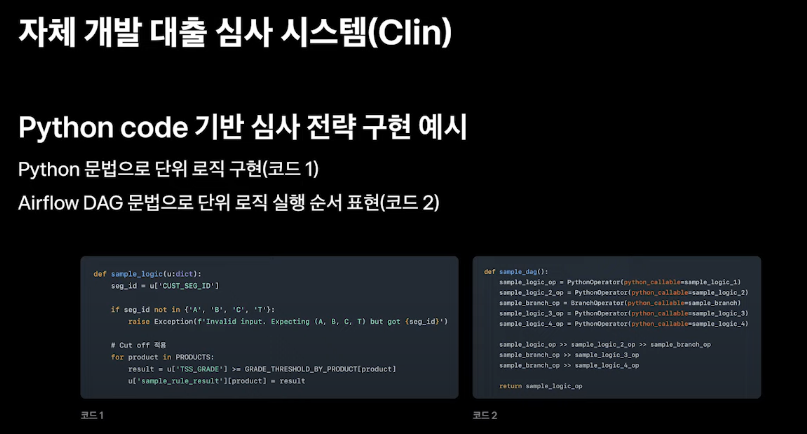 자체 개발 대출 심사 시스템(Clin)
Python code 기반 심사 전략 구현 예시
Python 문법으로 단위 로직 구현(코드 1)
Airflow DAG 문법으로 단위 로직 실행 순서 표현(코드 2)
def sample_logic(u:dict):
    seg_id = u['CUST_SEG_ID']
    if seg_id not in {'A', 'B', 'C', 'T'}:
        raise Exception(f'Invalid input. Expecting (A, B, C, T) but got {seg_id}')
    # Cut off 적용
    for product in PRODUCTS:
        result = u['TSS_GRADE'] >= GRADE_THRESHOLD_BY_PRODUCT[product]
        u['sample_rule_result'][product] = result
코드 1
def sample_dag():
    sample_logic_op = PythonOperator(python_callable=sample_logic_1)
    sample_logic_2_op = PythonOperator(python_callable=sample_logic_2)
    sample_branch_op = BranchOperator(python_callable=sample_branch)
    sample_logic_3_op = PythonOperator(python_callable=sample_logic_3)
    sample_logic_4_op = PythonOperator(python_callable=sample_logic_4)
    sample_logic_op >> sample_logic_2_op >> sample_branch_op
    sample_branch_op >> sample_logic_3_op
    sample_branch_op >> sample_logic_4_op
    return sample_logic_op
코드 2